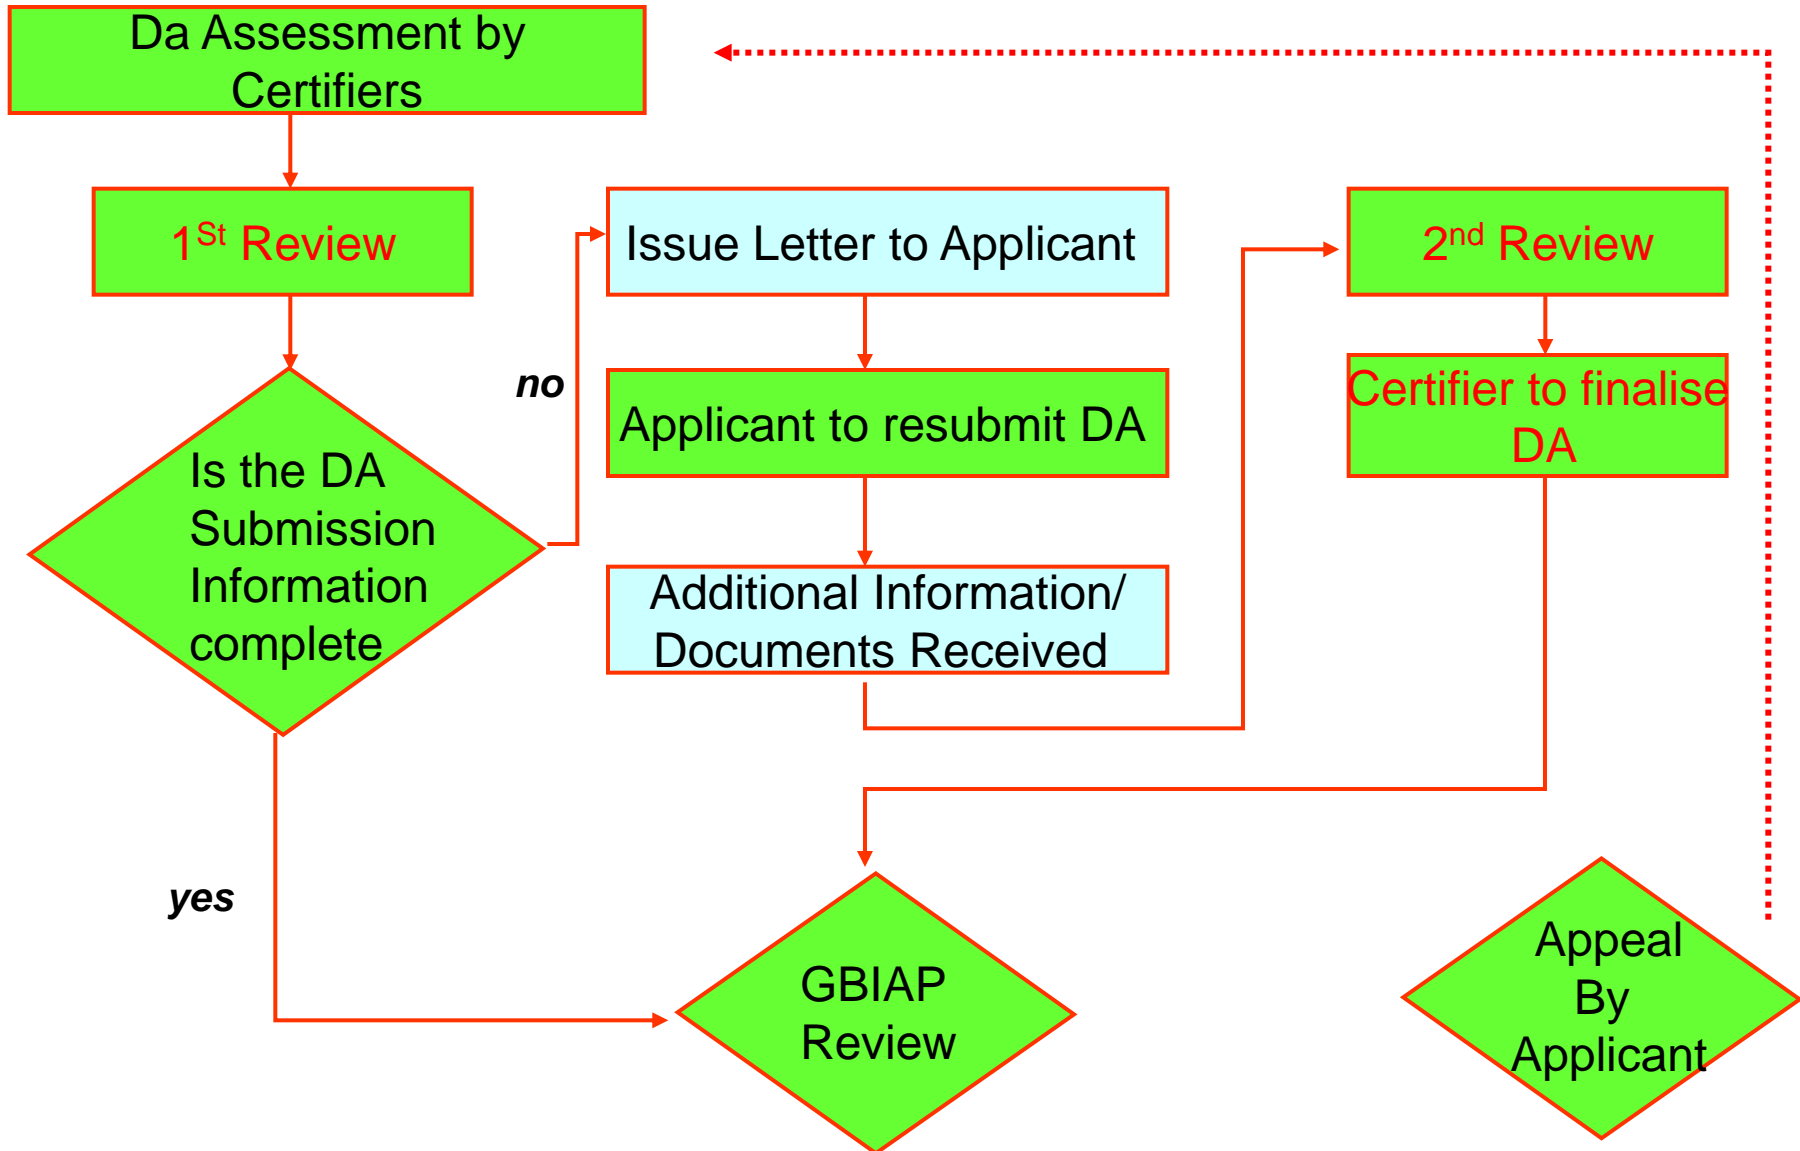 Da Assessment by
Certifiers
1St Review
Issue Letter to Applicant
2nd Review
no
Applicant to resubmit DA
Certifier to finalise
DA
Is the DA
Submission
Information
complete
Additional Information/
Documents Received
yes
GBIAP
Review
Appeal
By
Applicant